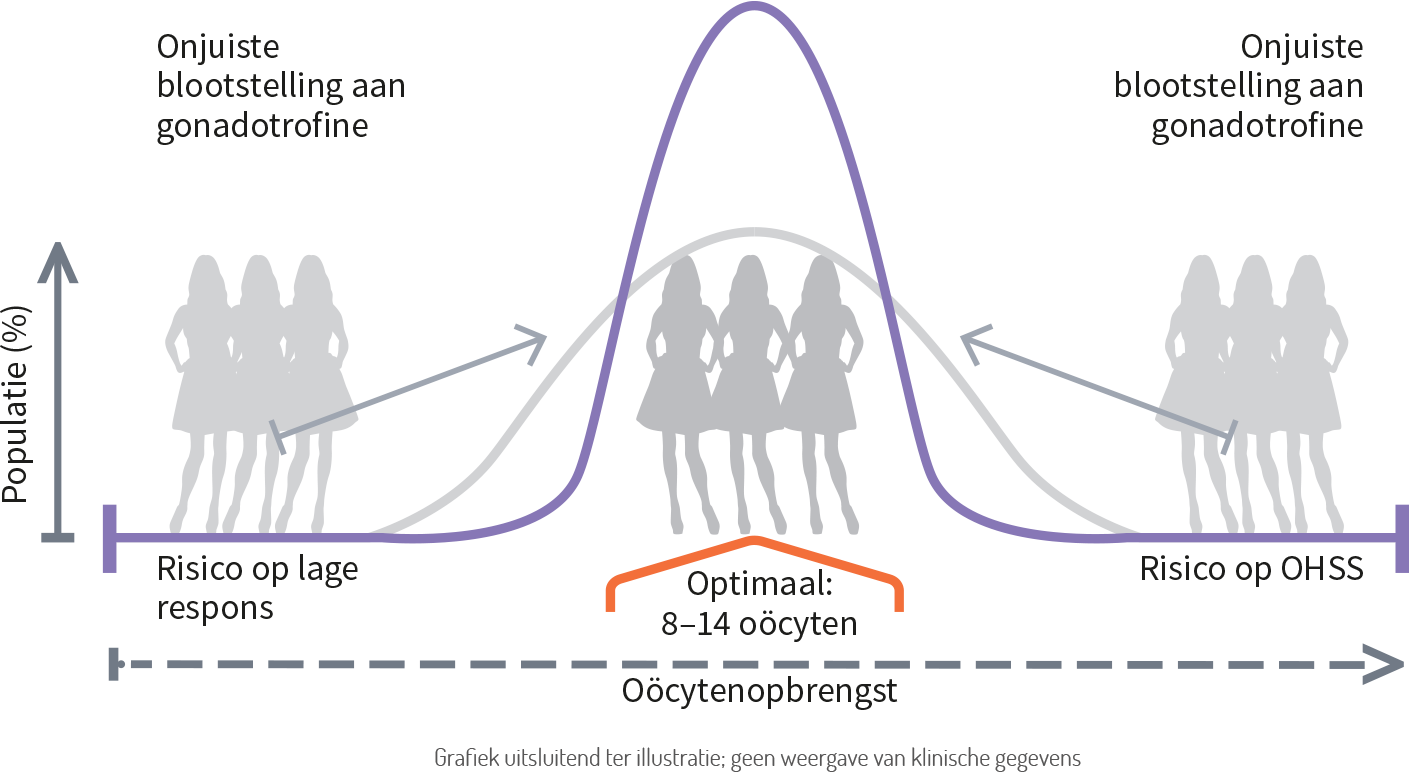 Onjuiste
blootstelling aan
gonadotrofine
Onjuiste
blootstelling aan
gonadotrofine
Populatie (%)
Risico op lage
respons
Optimaal:
8–14 oöcyten
Risico op OHSS
Oöcytenopbrengst
Grafiek uitsluitend ter illustratie; geen weergave van klinische gegevens